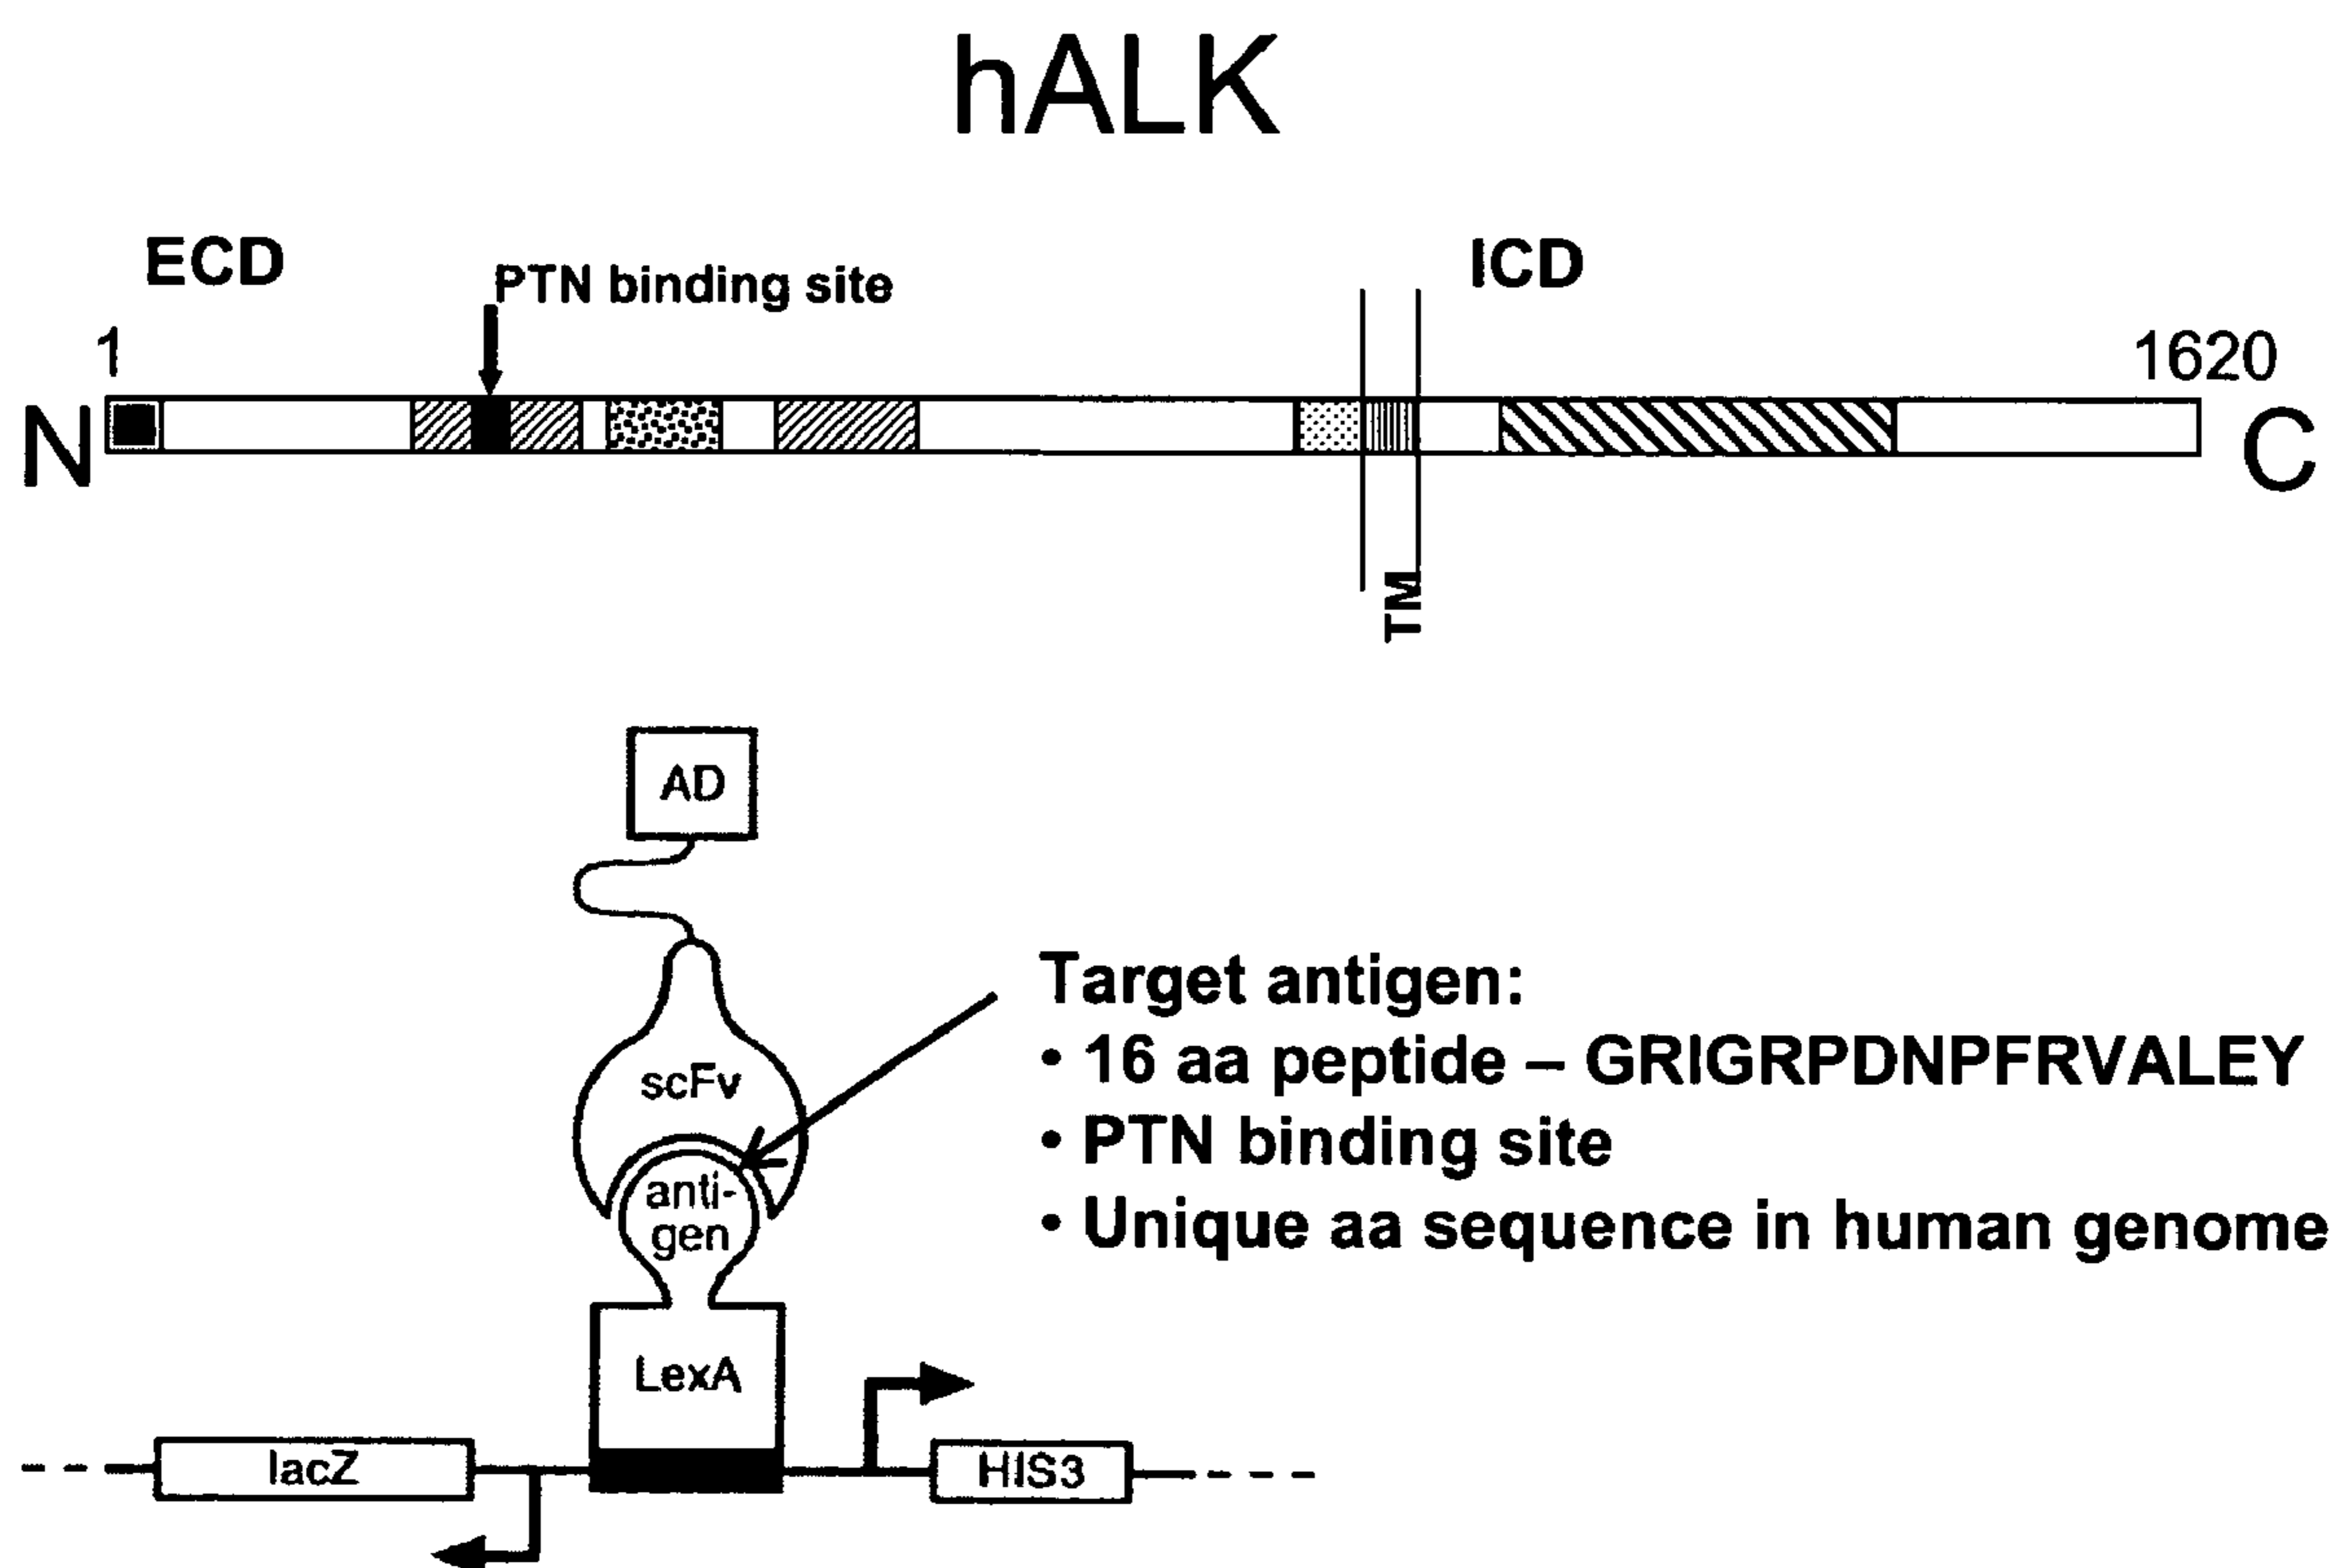 hALK
ECD
ICD
PTN binding site
1
1620
N
C
TM
AD
scFv
anti-
gen
LexA
lacZ
HIS3
Target antigen:
• 16 aa peptide – GRIGRPDNPFRVALEY
• PTN binding site
• Unique aa sequence in human genome